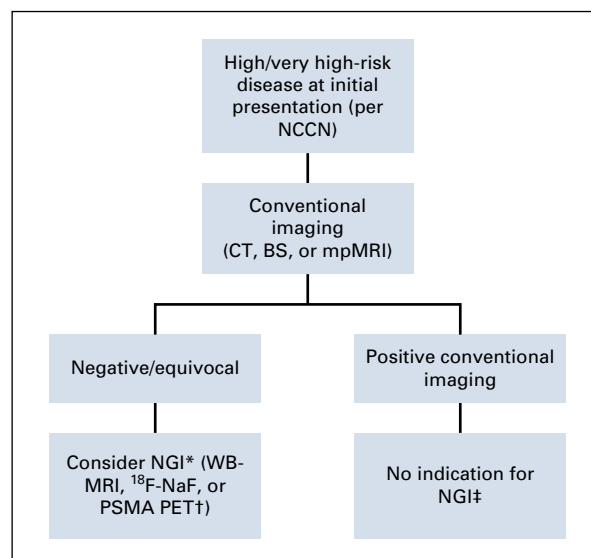 High/very high-risk
disease at initial
presentation (per
NCCN)
Conventional
imaging
(CT, BS, or mpMRI)
Negative/equivocal
Positive conventional
imaging
Consider NGI* (WB-
MRI, ¹⁸F-NaF, or
PSMA PET†)
No indication for
NGI‡